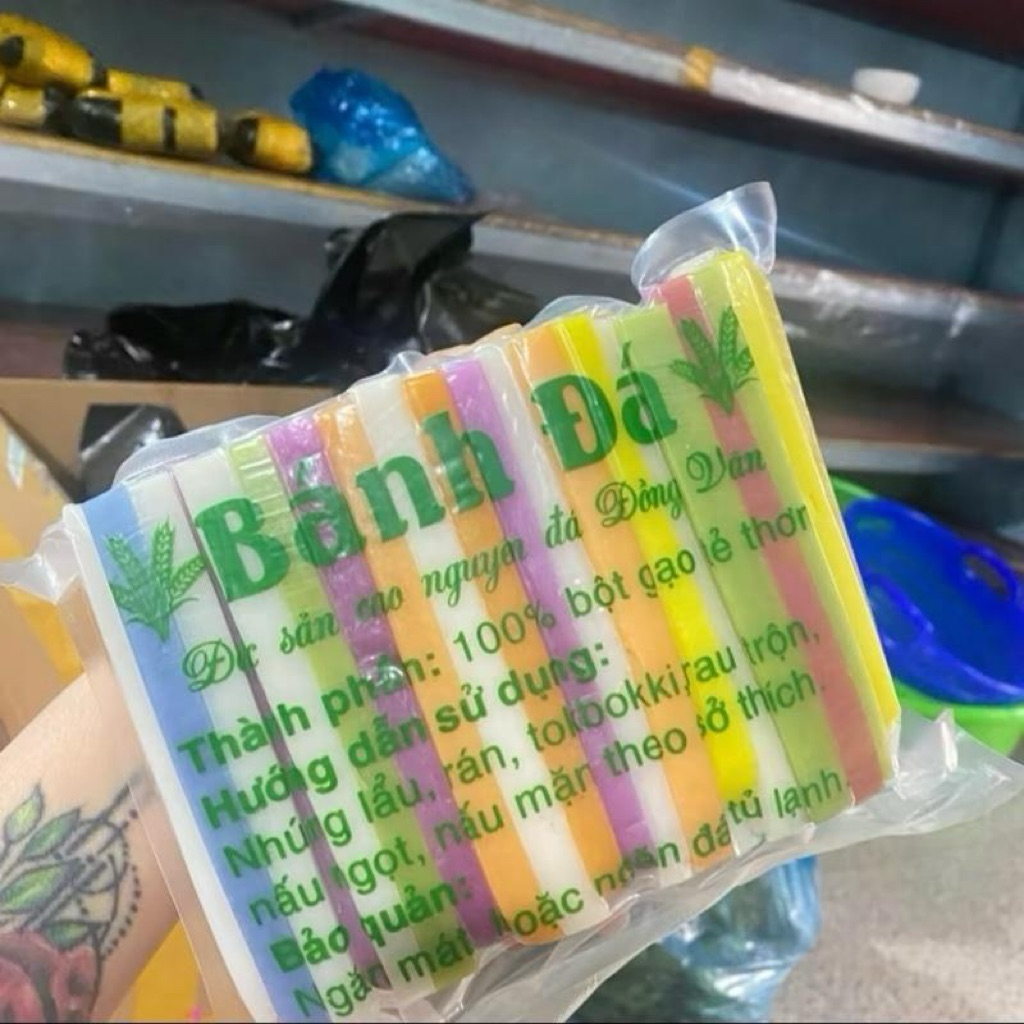 Bánh Đá
Đặc sản cao nguyên đá Đồng Văn
Thành phần: 100% bột gạo tẻ thơm
Hướng dẫn sử dụng:
Nhúng lẩu, rán, tokbokki, rau trộn,
nấu ngọt, nấu mặn theo sở thích.
Bảo quản:
Ngăn mát hoặc ngăn đá tủ lạnh.